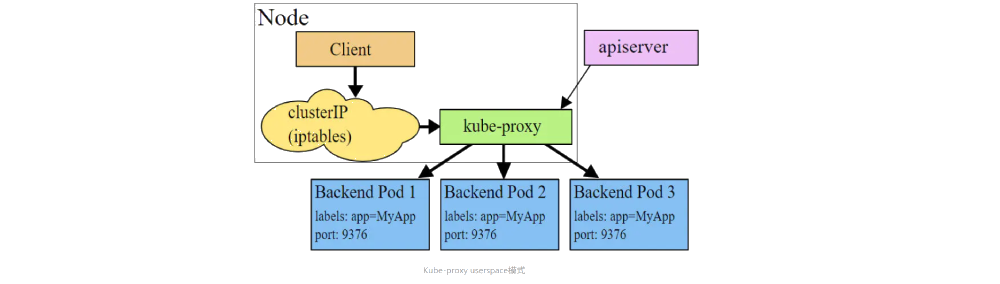 Node
Client
apiserver
clusterIP
(iptables)
kube-proxy
Backend Pod 1
labels: app=MyApp
port: 9376
Backend Pod 2
labels: app=MyApp
port: 9376
Backend Pod 3
labels: app=MyApp
port: 9376
Kube-proxy userspace模式